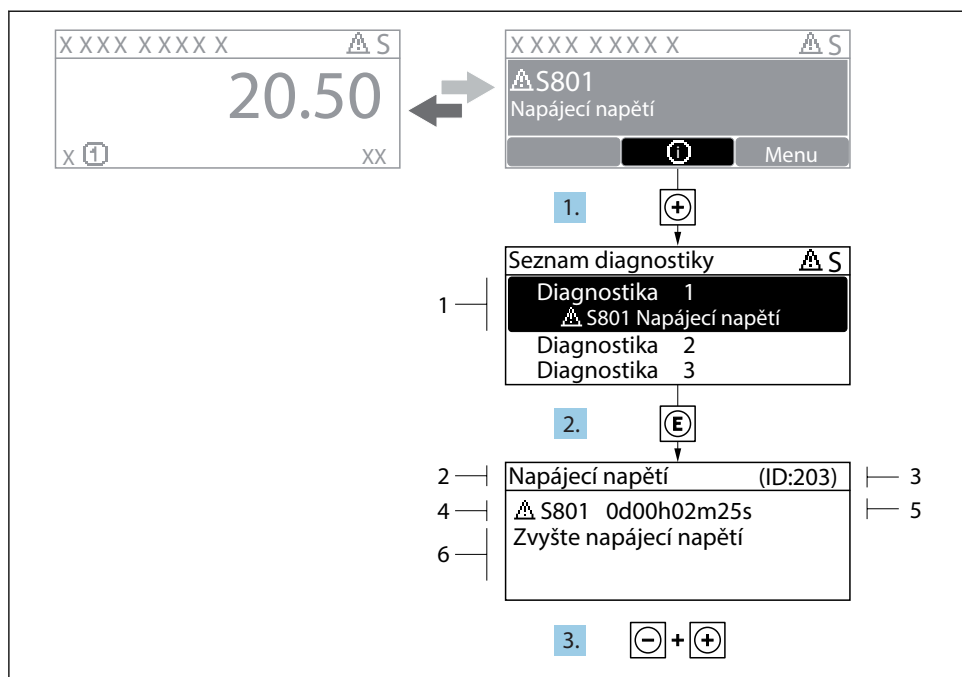 X XXXX X XXXX X ⚠ S
20.50
X ① XX
X XXXX X XXXX X ⚠ S
⚠S801
Napájecí napětí
ⓘ Menu
1. +
Seznam diagnostiky ⚠ S
1
Diagnostika 1
⚠ S801 Napájecí napětí
Diagnostika 2
Diagnostika 3
2. E
2 Napájecí napětí (ID:203) 3
4 ⚠ S801 0d00h02m25s 5
6 Zvyšte napájecí napětí
3. - + +